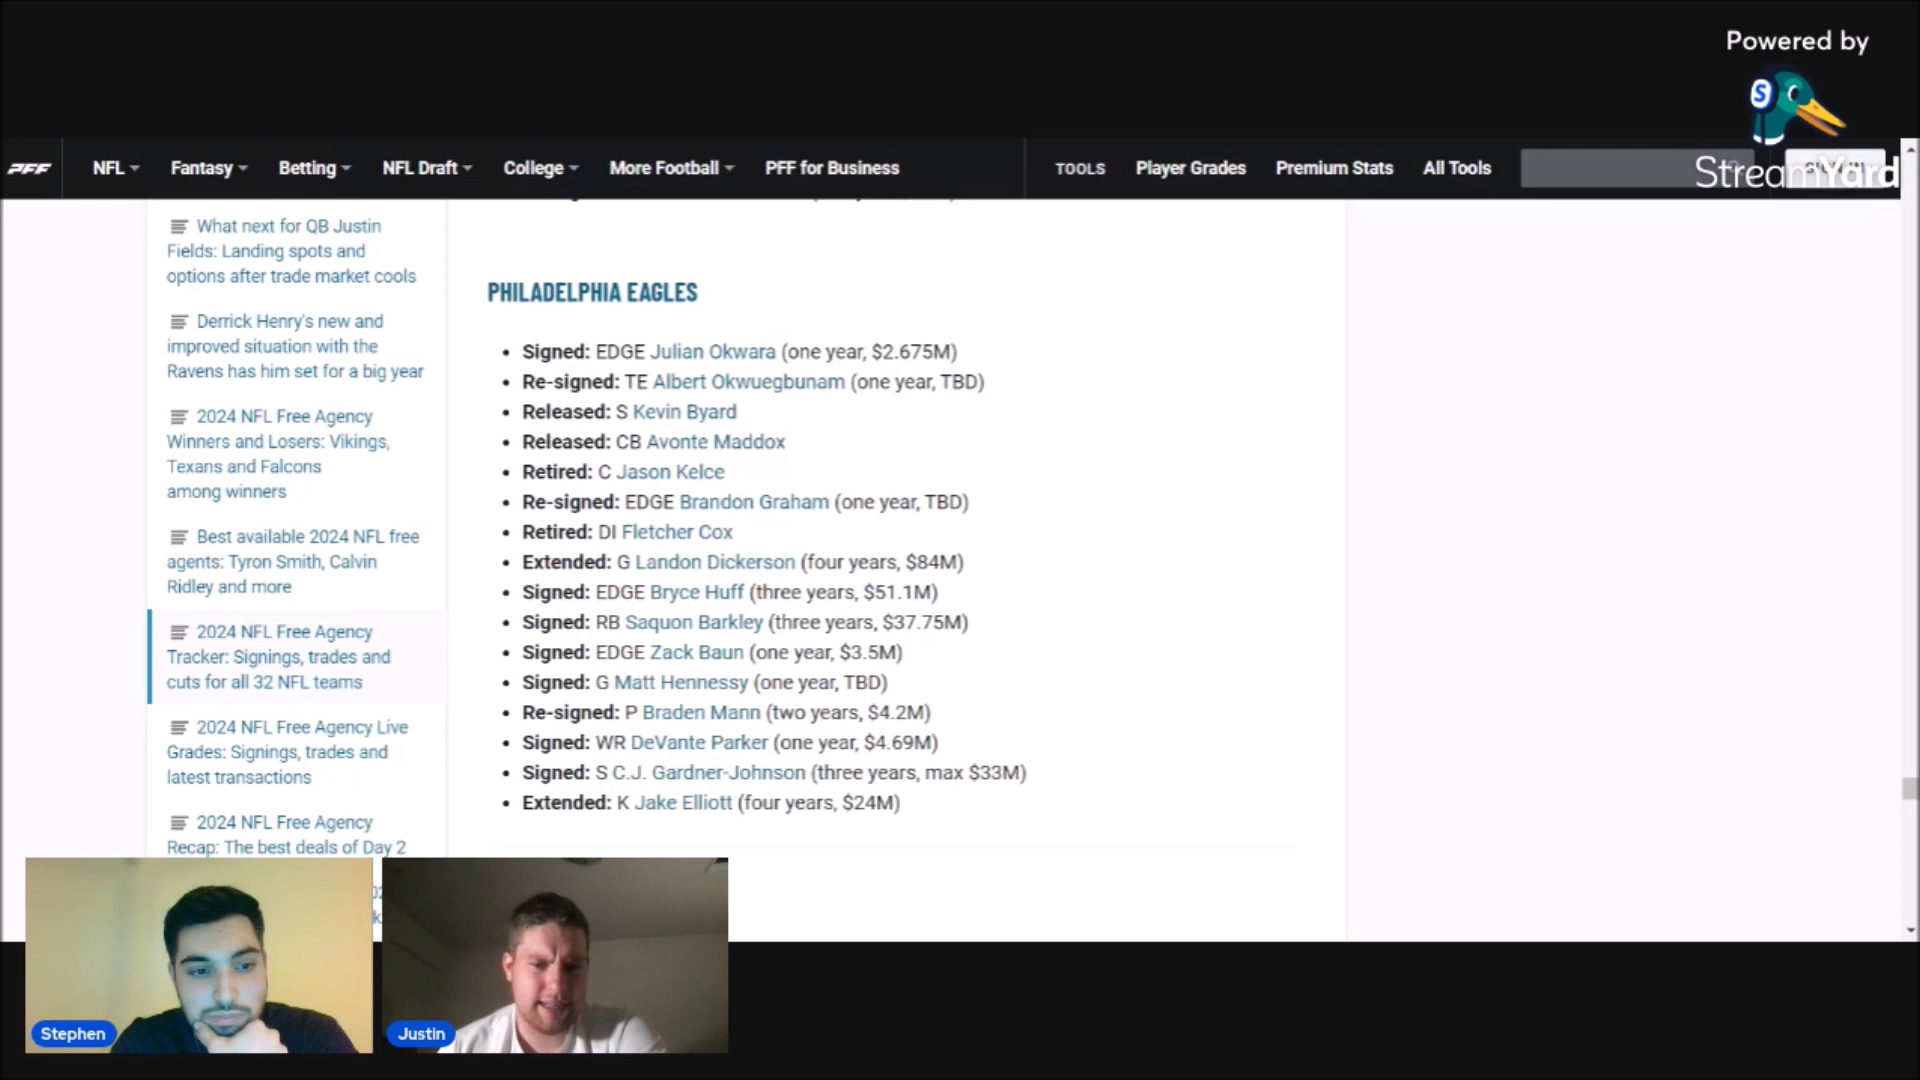 Powered by
StreamYard
PFF NFL Fantasy Betting NFL Draft College More Football PFF for Business TOOLS Player Grades Premium Stats All Tools
What next for QB Justin
Fields: Landing spots and
options after trade market cools
Derrick Henry's new and
improved situation with the
Ravens has him set for a big year
2024 NFL Free Agency
Winners and Losers: Vikings,
Texans and Falcons
among winners
Best available 2024 NFL free
agents: Tyron Smith, Calvin
Ridley and more
2024 NFL Free Agency
Tracker: Signings, trades and
cuts for all 32 NFL teams
2024 NFL Free Agency Live
Grades: Signings, trades and
latest transactions
2024 NFL Free Agency
Recap: The best deals of Day 2
PHILADELPHIA EAGLES
• Signed: EDGE Julian Okwara (one year, $2.675M)
• Re-signed: TE Albert Okwuegbunam (one year, TBD)
• Released: S Kevin Byard
• Released: CB Avonte Maddox
• Retired: C Jason Kelce
• Re-signed: EDGE Brandon Graham (one year, TBD)
• Retired: DI Fletcher Cox
• Extended: G Landon Dickerson (four years, $84M)
• Signed: EDGE Bryce Huff (three years, $51.1M)
• Signed: RB Saquon Barkley (three years, $37.75M)
• Signed: EDGE Zack Baun (one year, $3.5M)
• Signed: G Matt Hennessy (one year, TBD)
• Re-signed: P Braden Mann (two years, $4.2M)
• Signed: WR DeVante Parker (one year, $4.69M)
• Signed: S C.J. Gardner-Johnson (three years, max $33M)
• Extended: K Jake Elliott (four years, $24M)
Stephen
Justin